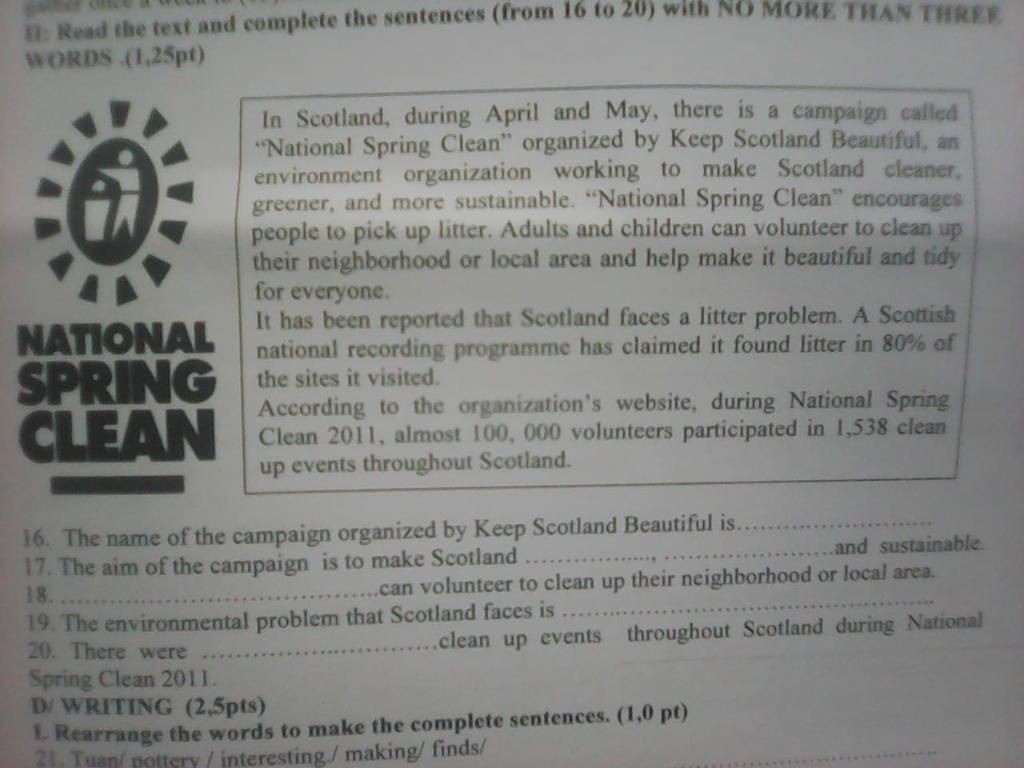 gather once a week to
II: Read the text and complete the sentences (from 16 to 20) with NO MORE THAN THREE
WORDS .(1,25pt)
In Scotland, during April and May, there is a campaign called
“National Spring Clean” organized by Keep Scotland Beautiful, an
environment organization working to make Scotland cleaner,
greener, and more sustainable. “National Spring Clean” encourages
people to pick up litter. Adults and children can volunteer to clean up
their neighborhood or local area and help make it beautiful and tidy
for everyone.
It has been reported that Scotland faces a litter problem. A Scottish
national recording programme has claimed it found litter in 80% of
the sites it visited.
According to the organization’s website, during National Spring
Clean 2011, almost 100, 000 volunteers participated in 1,538 clean
up events throughout Scotland.
NATIONAL
SPRING
CLEAN
16. The name of the campaign organized by Keep Scotland Beautiful is..............................
17. The aim of the campaign is to make Scotland ..................., .........................and sustainable.
18. .......................................can volunteer to clean up their neighborhood or local area.
19. The environmental problem that Scotland faces is .............................................
20. There were ..............................clean up events throughout Scotland during National
Spring Clean 2011.
D/ WRITING (2,5pts)
I. Rearrange the words to make the complete sentences. (1,0 pt)
21. Tuan/ pottery / interesting./ making/ finds/